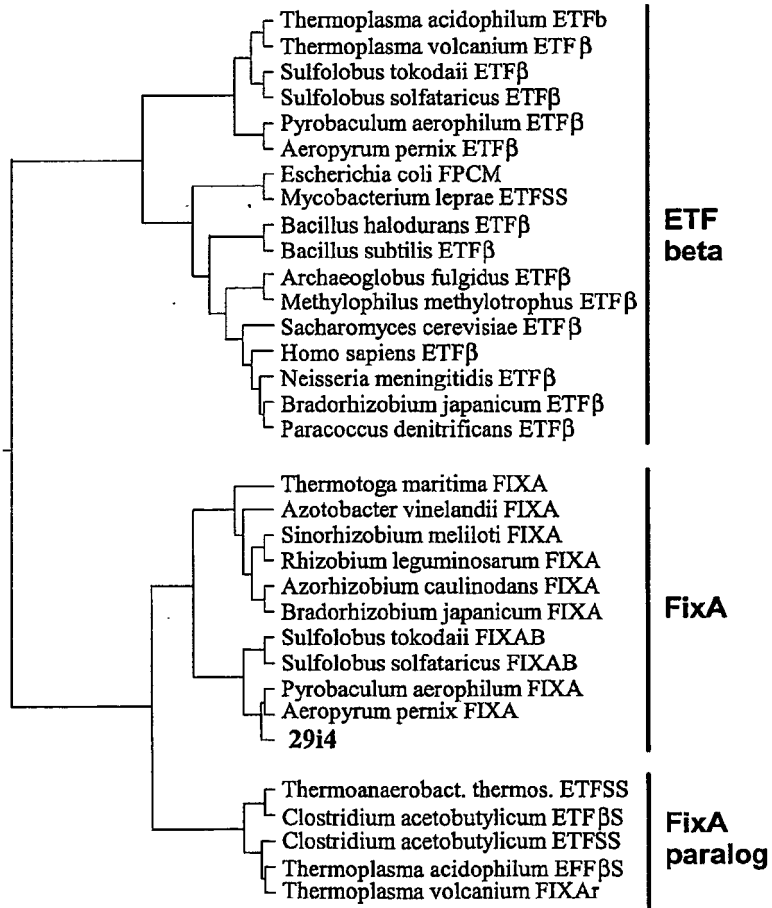 Thermoplasma acidophilum ETFb
Thermoplasma volcanium ETFβ
Sulfolobus tokodaii ETFβ
Sulfolobus solfataricus ETFβ
Pyrobaculum aerophilum ETFβ
Aeropyrum pernix ETFβ
Escherichia coli FPCM
Mycobacterium leprae ETFSS
Bacillus halodurans ETFβ
Bacillus subtilis ETFβ
Archaeoglobus fulgidus ETFβ
Methylophilus methylotrophus ETFβ
Sacharomyces cerevisiae ETFβ
Homo sapiens ETFβ
Neisseria meningitidis ETFβ
Bradorhizobium japanicum ETFβ
Paracoccus denitrificans ETFβ
ETF
beta
Thermotoga maritima FIXA
Azotobacter vinelandii FIXA
Sinorhizobium meliloti FIXA
Rhizobium leguminosarum FIXA
Azorhizobium caulinodans FIXA
Bradorhizobium japanicum FIXA
Sulfolobus tokodaii FIXAB
Sulfolobus solfataricus FIXAB
Pyrobaculum aerophilum FIXA
Aeropyrum pernix FIXA
29i4
FixA
Thermoanaerobact. thermos. ETFSS
Clostridium acetobutylicum ETFβS
Clostridium acetobutylicum ETFSS
Thermoplasma acidophilum EFFβS
Thermoplasma volcanium FIXAr
FixA
paralog